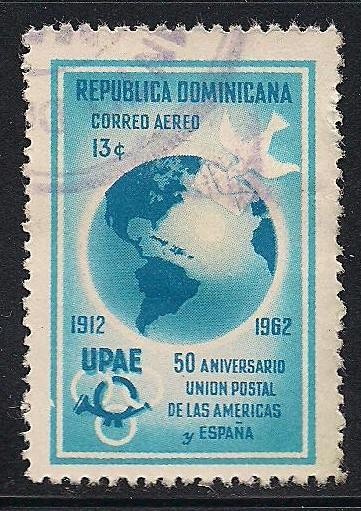 REPUBLICA DOMINICANA
CORREO AEREO
13¢
1912
1962
UPAE
50 ANIVERSARIO
UNION POSTAL
DE LAS AMERICAS
y ESPAÑA